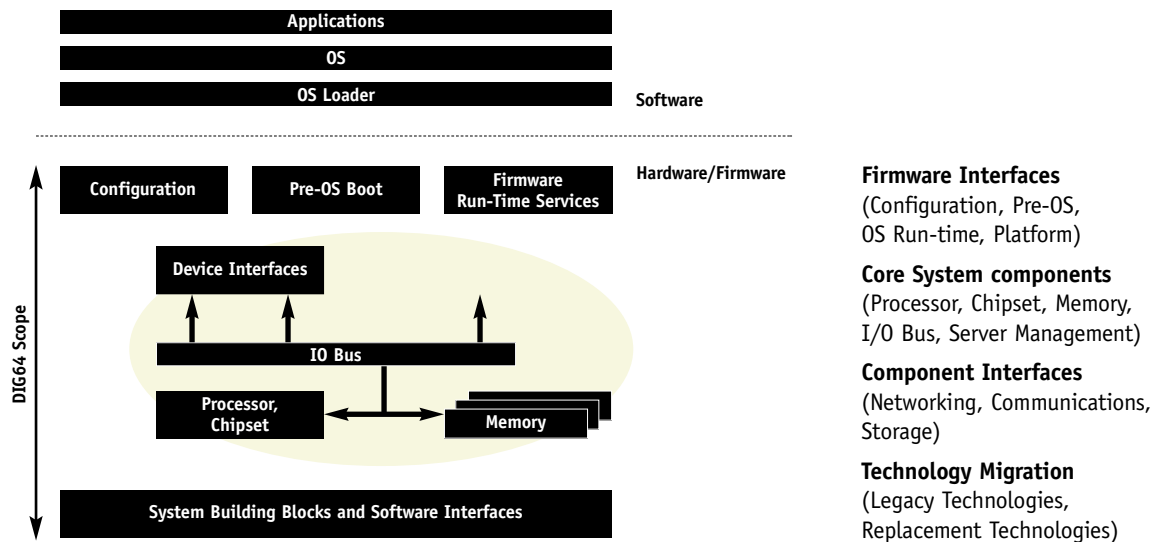 Applications
OS
OS Loader
Software
Hardware/Firmware
Configuration
Pre-OS Boot
Firmware
Run-Time Services
Device Interfaces
IO Bus
Processor,
Chipset
Memory
System Building Blocks and Software Interfaces
DIG64 Scope
Firmware Interfaces
(Configuration, Pre-OS,
OS Run-time, Platform)
Core System components
(Processor, Chipset, Memory,
I/O Bus, Server Management)
Component Interfaces
(Networking, Communications,
Storage)
Technology Migration
(Legacy Technologies,
Replacement Technologies)